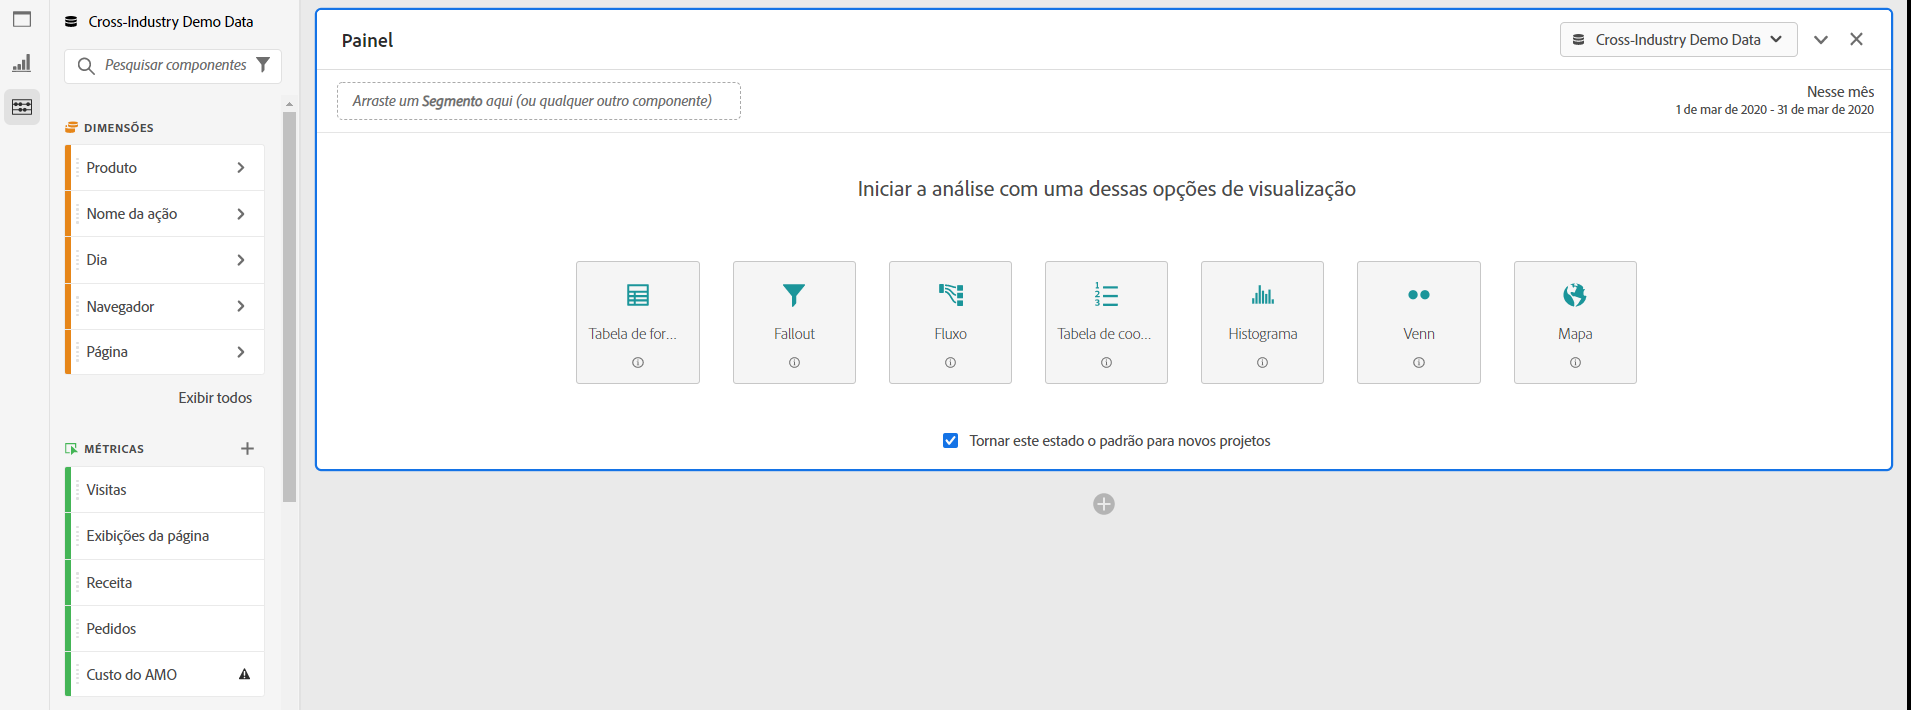 Cross-Industry Demo Data
Pesquisar componentes
DIMENSÕES
Produto
Nome da ação
Dia
Navegador
Página
Exibir todos
MÉTRICAS
Visitas
Exibições da página
Receita
Pedidos
Custo do AMO
Painel
Cross-Industry Demo Data
Arraste um Segmento aqui (ou qualquer outro componente)
Nesse mês
1 de mar de 2020 - 31 de mar de 2020
Iniciar a análise com uma dessas opções de visualização
Tabela de for...
Fallout
Fluxo
1
2
3
Tabela de coo...
Histograma
Venn
Mapa
Tornar este estado o padrão para novos projetos